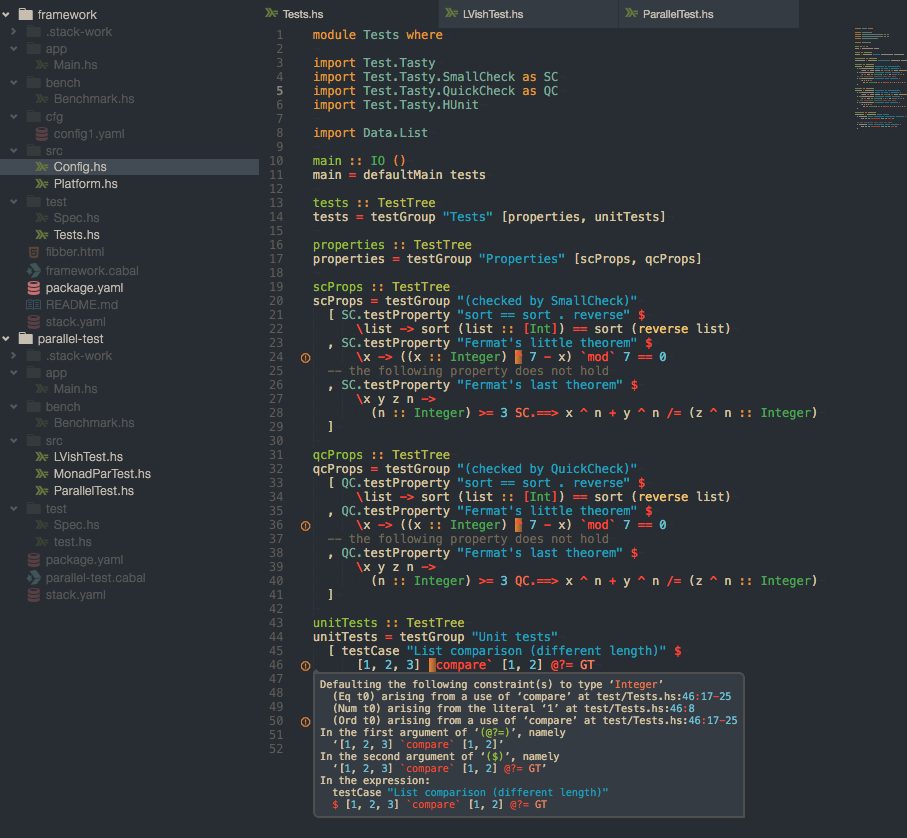 framework
.stack-work
app
Main.hs
bench
Benchmark.hs
cfg
config1.yaml
src
Config.hs
Platform.hs
test
Spec.hs
Tests.hs
fibber.html
framework.cabal
package.yaml
README.md
stack.yaml
parallel-test
.stack-work
app
Main.hs
bench
Benchmark.hs
src
LVishTest.hs
MonadParTest.hs
ParallelTest.hs
test
Spec.hs
test.hs
package.yaml
parallel-test.cabal
stack.yaml
Tests.hs LVishTest.hs ParallelTest.hs
1 module Tests where
2
3 import Test.Tasty
4 import Test.Tasty.SmallCheck as SC
5 import Test.Tasty.QuickCheck as QC
6 import Test.Tasty.HUnit
7
8 import Data.List
9
10 main :: IO ()
11 main = defaultMain tests
12
13 tests :: TestTree
14 tests = testGroup "Tests" [properties, unitTests]
15
16 properties :: TestTree
17 properties = testGroup "Properties" [scProps, qcProps]
18
19 scProps :: TestTree
20 scProps = testGroup "(checked by SmallCheck)"
21 [ SC.testProperty "sort == sort . reverse" $
22 \list -> sort (list :: [Int]) == sort (reverse list)
23 , SC.testProperty "Fermat's little theorem" $
24 \x -> ((x :: Integer) ^ 7 - x) `mod` 7 == 0
25 -- the following property does not hold
26 , SC.testProperty "Fermat's last theorem" $
27 \x y z n ->
28 (n :: Integer) >= 3 SC.==> x ^ n + y ^ n /= (z ^ n :: Integer)
29 ]
30
31 qcProps :: TestTree
32 qcProps = testGroup "(checked by QuickCheck)"
33 [ QC.testProperty "sort == sort . reverse" $
34 \list -> sort (list :: [Int]) == sort (reverse list)
35 , QC.testProperty "Fermat's little theorem" $
36 \x -> ((x :: Integer) ^ 7 - x) `mod` 7 == 0
37 -- the following property does not hold
38 , QC.testProperty "Fermat's last theorem" $
39 \x y z n ->
40 (n :: Integer) >= 3 QC.==> x ^ n + y ^ n /= (z ^ n :: Integer)
41 ]
42
43 unitTests :: TestTree
44 unitTests = testGroup "Unit tests"
45 [ testCase "List comparison (different length)" $
46 [1, 2, 3] `compare` [1, 2] @?= GT
47
48
49
50
51
52
Defaulting the following constraint(s) to type ‘Integer’
(Eq t0) arising from a use of ‘compare’ at test/Tests.hs:46:17-25
(Num t0) arising from the literal ‘1’ at test/Tests.hs:46:8
(Ord t0) arising from a use of ‘compare’ at test/Tests.hs:46:17-25
In the first argument of ‘(@?=)’, namely
‘[1, 2, 3] `compare` [1, 2]’
In the second argument of ‘($)’, namely
‘[1, 2, 3] `compare` [1, 2] @?= GT’
In the expression:
testCase "List comparison (different length)"
$ [1, 2, 3] `compare` [1, 2] @?= GT